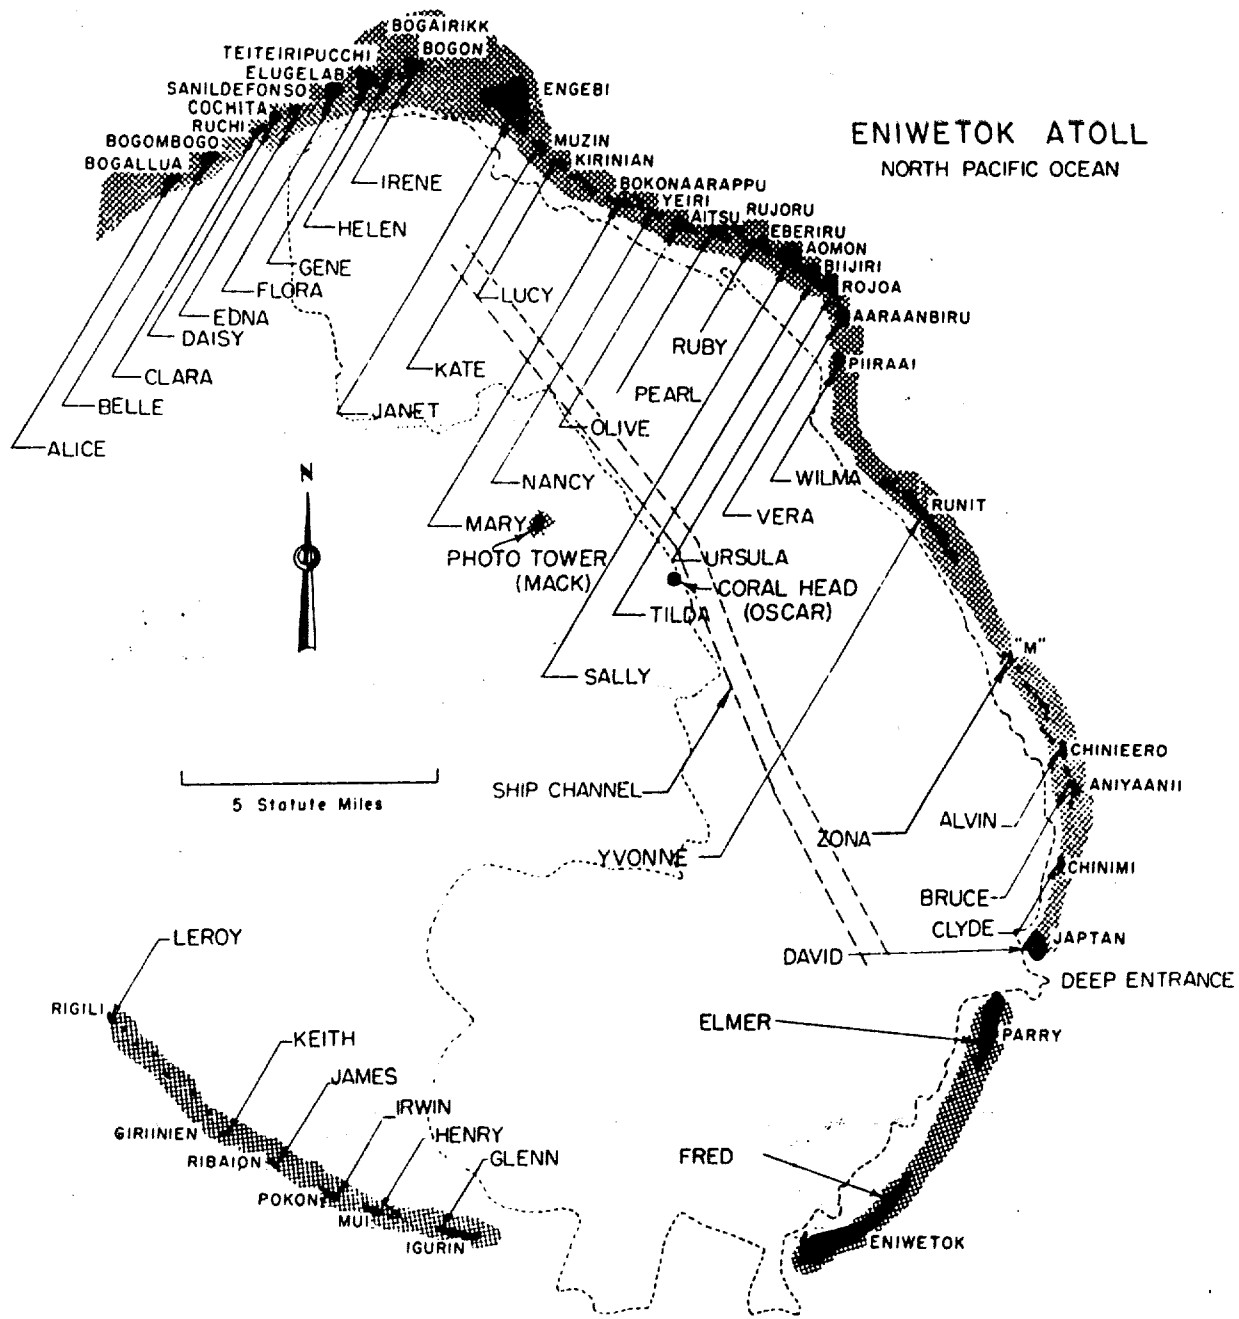 BOGAIRIKK
BOGON
TEITEIRIPUCCHI
ELUGELAB
SANILDEFONSO
COCHITA
RUCHI
BOGOMBOGO
BOGALLUA
ENGEBI
MUZIN
KIRINIAN
BOKONAARAPPU
YEIRI
AITSU
RUJORU
EBERIRU
AOMON
BIIJIRI
ROJOA
AARAANBIRU
PIIRAAI
ENIWETOK ATOLL
NORTH PACIFIC OCEAN
IRENE
HELEN
GENE
FLORA
EDNA
DAISY
CLARA
BELLE
ALICE
LUCY
KATE
JANET
RUBY
PEARL
OLIVE
NANCY
MARY
WILMA
VERA
URSULA
TILDA
SALLY
RUNIT
N
PHOTO TOWER
(MACK)
CORAL HEAD
(OSCAR)
"M"
SHIP CHANNEL
5 Statute Miles
YVONNE
ZONA
ALVIN
BRUCE
CLYDE
DAVID
CHINIEERO
ANIYAANII
CHINIMI
JAPTAN
DEEP ENTRANCE
LEROY
RIGILI
KEITH
JAMES
IRWIN
HENRY
GLENN
GIRIINIEN
RIBAION
POKON
MUI
IGURIN
ELMER
PARRY
FRED
ENIWETOK